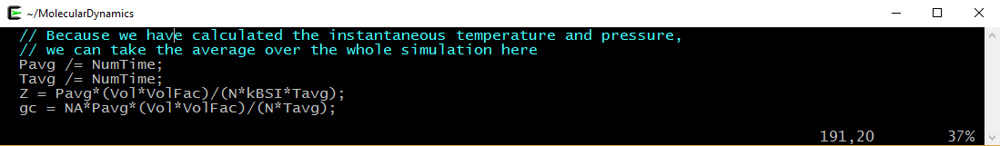 ~/MolecularDynamics
// Because we have calculated the instantaneous temperature and pressure,
// we can take the average over the whole simulation here
Pavg /= NumTime;
Tavg /= NumTime;
Z = Pavg*(Vol*VolFac)/(N*kBSI*Tavg);
gc = NA*Pavg*(Vol*VolFac)/(N*Tavg);
191,20 37%